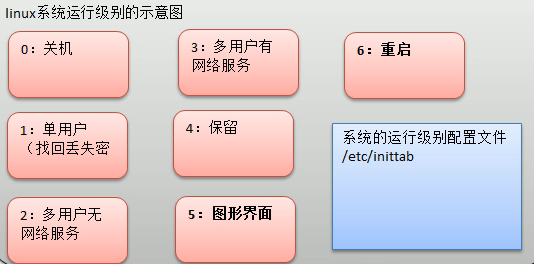 linux系统运行级别的示意图
0：关机
1：单用户
（找回丢失密
2：多用户无
网络服务
3：多用户有
网络服务
4：保留
5：图形界面
6：重启
系统的运行级别配置文件
/etc/inittab